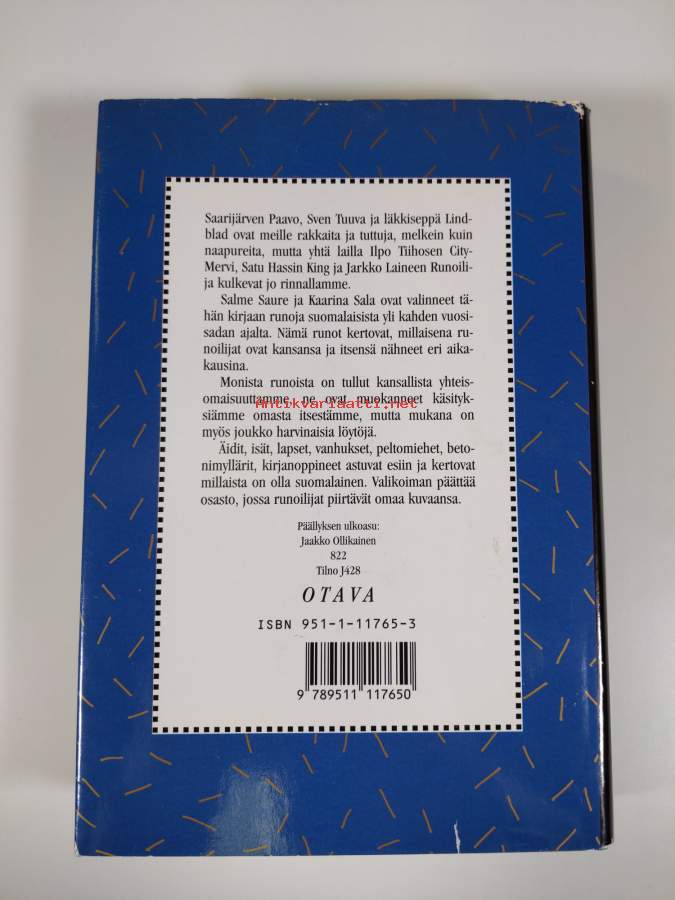 Saarijärven Paavo, Sven Tuuva ja läkkiseppä Lind-
blad ovat meille rakkaita ja tuttuja, melkein kuin
naapureita, mutta yhtä lailla Ilpo Tiihosen City-
Mervi, Satu Hassin King ja Jarkko Laineen Runoili-
ja kulkevat jo rinnallamme.
Salme Saure ja Kaarina Sala ovat valinneet tä-
hän kirjaan runoja suomalaisista yli kahden vuosi-
sadan ajalta. Nämä runot kertovat, millaisena ru-
noilijat ovat kansansa ja itsensä nähneet eri aika-
kausina.
Monista runoista on tullut kansallista yhteis-
omaisuuttamme, ne ovat muokanneet käsityk-
Antikvariaatti.net
siämme omasta itsestämme, mutta mukana on
myös joukko harvinaisia löytöjä.
Äidit, isät, lapset, vanhukset, peltomiehet, beto-
nimyllärit, kirjanoppineet astuvat esiin ja kertovat
millaista on olla suomalainen. Valikoiman päättää
osasto, jossa runoilijat piirtävät omaa kuvaansa.
Päällyksen ulkoasu:
Jaakko Ollikainen
822
Tilno J428
OTAVA
ISBN 951-1-11765-3
9 789511 117650